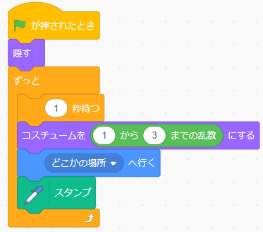 が押されたとき
隠す
ずっと
1 秒待つ
コスチュームを 1 から 3 までの乱数 にする
どこかの場所 へ行く
スタンプ